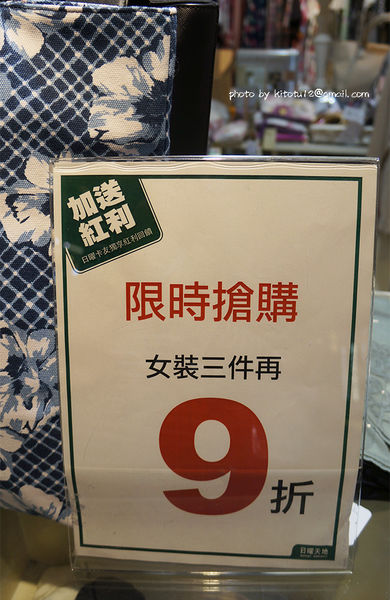 photo by kitotu12@gmail.com
加送
紅利
日曜卡友獨享紅利回饋
限時搶購
女裝三件再
9折
日曜天地